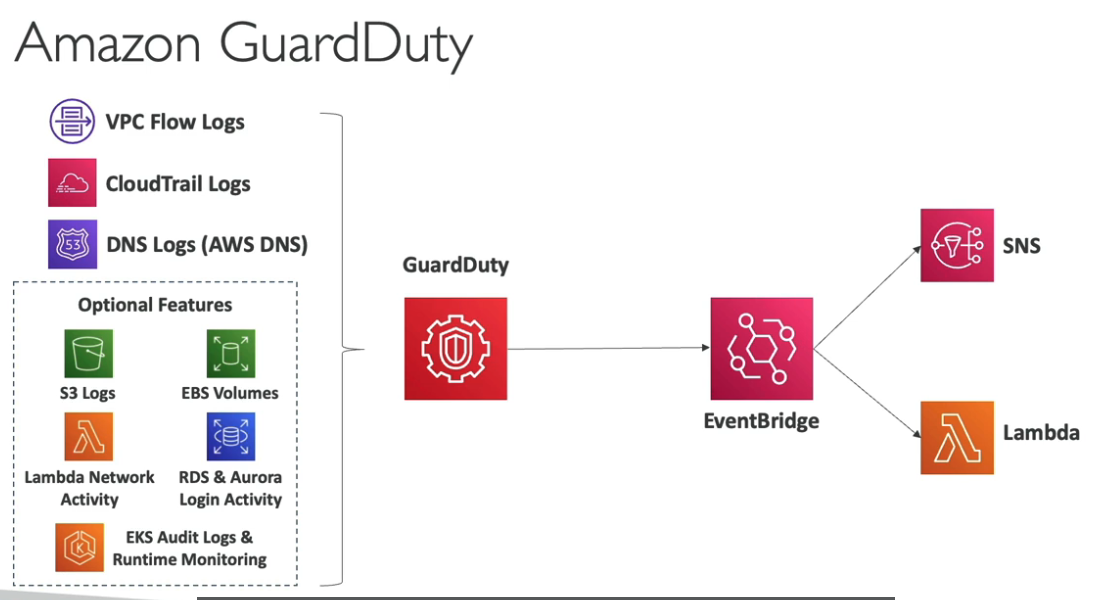 Amazon GuardDuty
VPC Flow Logs
CloudTrail Logs
53
DNS Logs (AWS DNS)
Optional Features
S3 Logs
EBS Volumes
Lambda Network
Activity
RDS & Aurora
Login Activity
K
EKS Audit Logs &
Runtime Monitoring
GuardDuty
EventBridge
SNS
Lambda